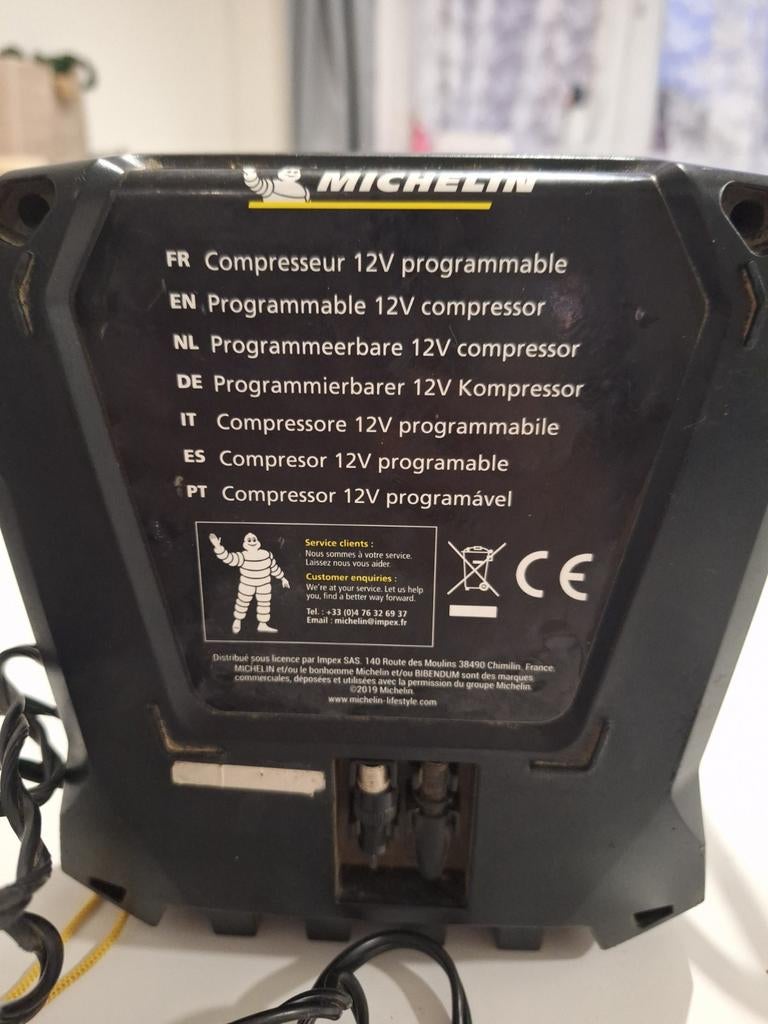 MICHELIN
FR Compresseur 12V programmable
EN Programmable 12V compressor
NL Programmeerbare 12V compressor
DE Programmierbarer 12V Kompressor
IT Compressore 12V programmabile
ES Compresor 12V programable
PT Compressor 12V programável
Service clients :
Nous sommes à votre service.
Laissez nous vous aider.
Customer enquiries :
We're at your service. Let us help
you, find a better way forward.
Tel. : +33 (0)4 76 32 69 37
Email : michelin@impex.fr
CE
Distribué sous licence par Impex SAS. 140 Route des Moulins 38490 Chimilin, France.
MICHELIN et/ou le bonhomme Michelin et/ou BIBENDUM sont des marques
commerciales, déposées et utilisées avec la permission du groupe Michelin.
©2019 Michelin
www.michelin-lifestyle.com